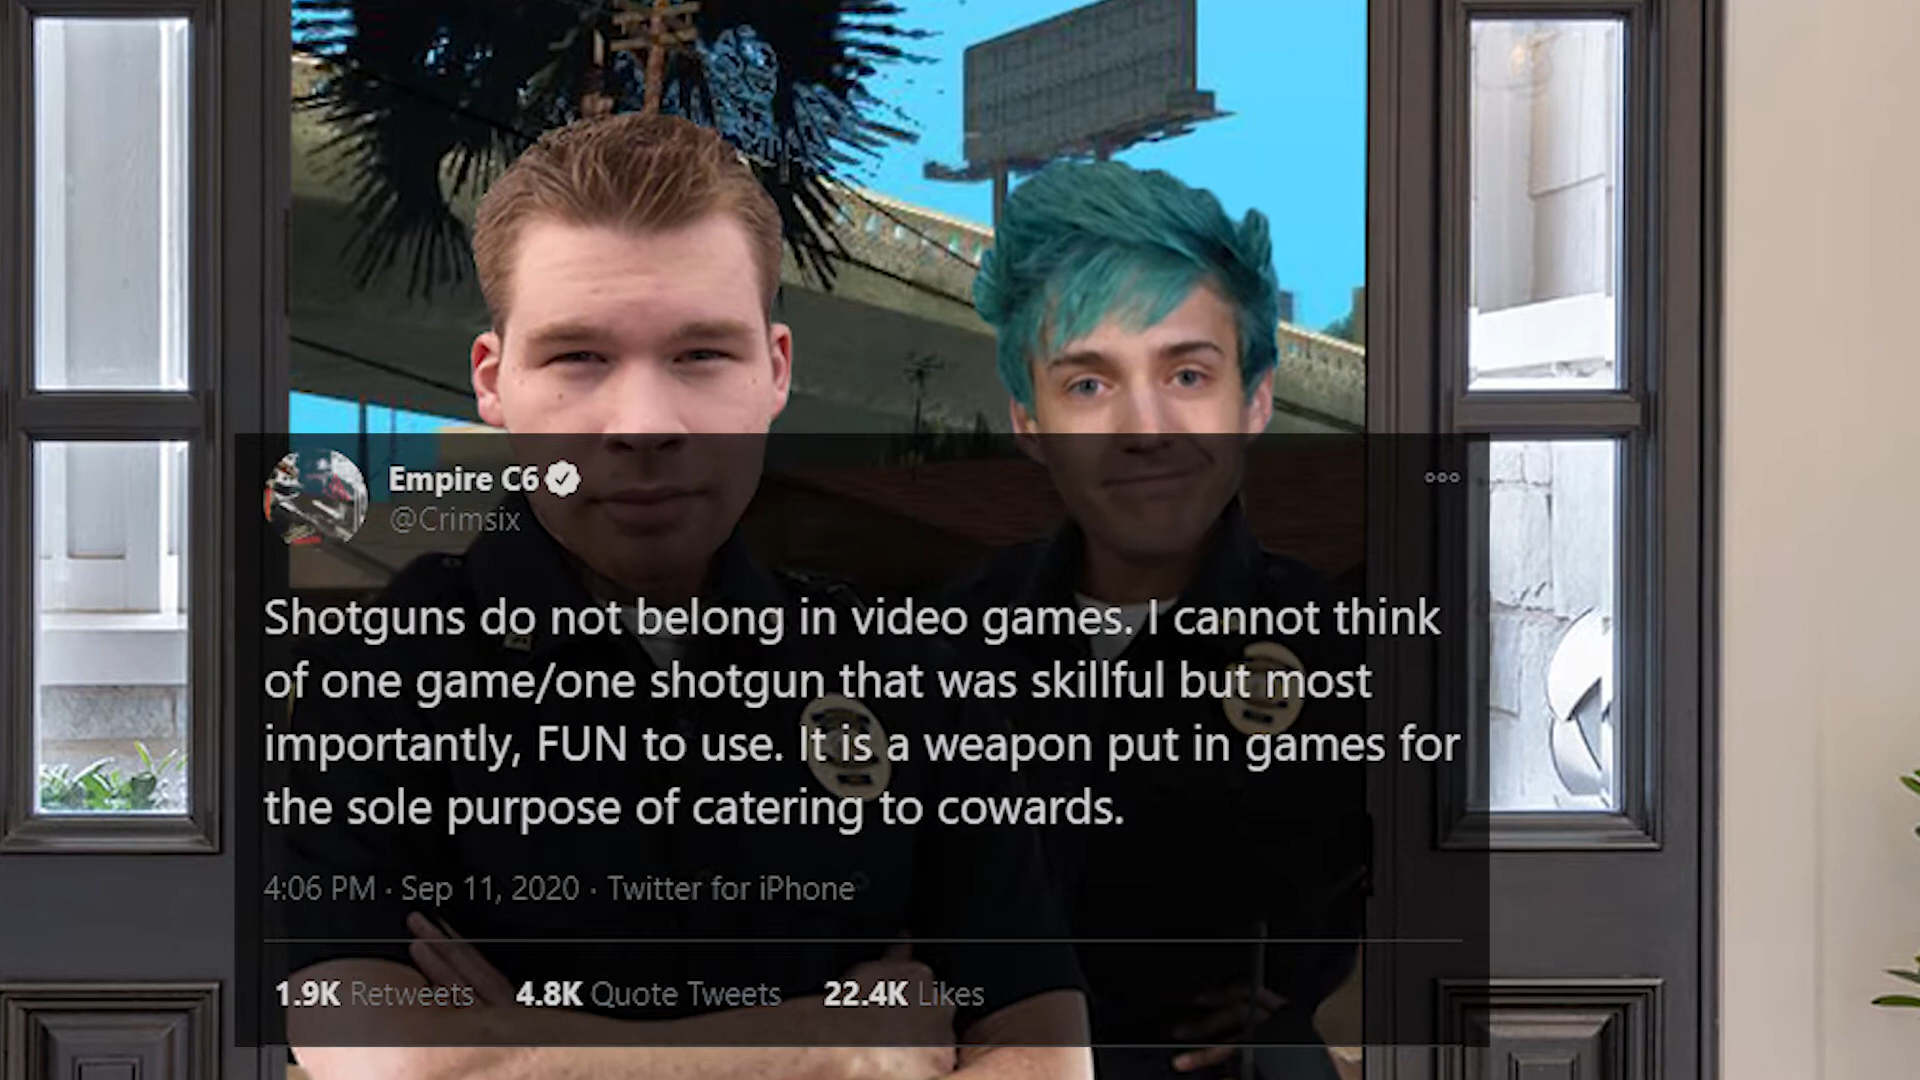 Empire C6
@Crimsix
Shotguns do not belong in video games. I cannot think
of one game/one shotgun that was skillful but most
importantly, FUN to use. It is a weapon put in games for
the sole purpose of catering to cowards.
4:06 PM · Sep 11, 2020 · Twitter for iPhone
1.9K Retweets 4.8K Quote Tweets 22.4K Likes